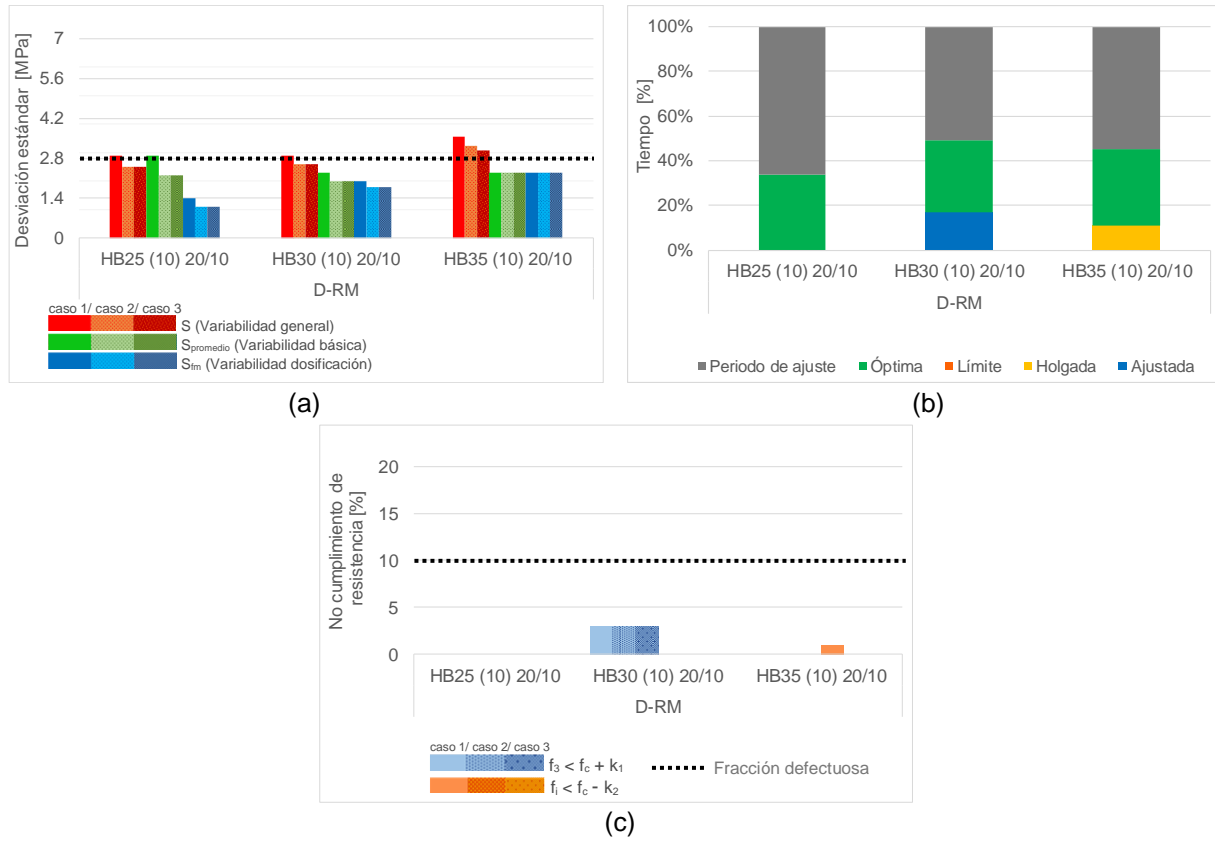 Desviación estándar [MPa]
7
5.6
4.2
2.8
1.4
0
HB25 (10) 20/10 HB30 (10) 20/10 HB35 (10) 20/10
D-RM
caso 1/ caso 2/ caso 3
S (Variabilidad general)
Spromedio (Variabilidad básica)
Sfm (Variabilidad dosificación)
(a)
Tiempo [%]
100%
80%
60%
40%
20%
0%
HB25 (10) 20/10 HB30 (10) 20/10 HB35 (10) 20/10
D-RM
Periodo de ajuste Óptima Límite Holgada Ajustada
(b)
No cumplimiento de
resistencia [%]
20
15
10
5
0
HB25 (10) 20/10 HB30 (10) 20/10 HB35 (10) 20/10
D-RM
caso 1/ caso 2/ caso 3
f3 < fc + k1 Fracción defectuosa
fi < fc - k2
(c)